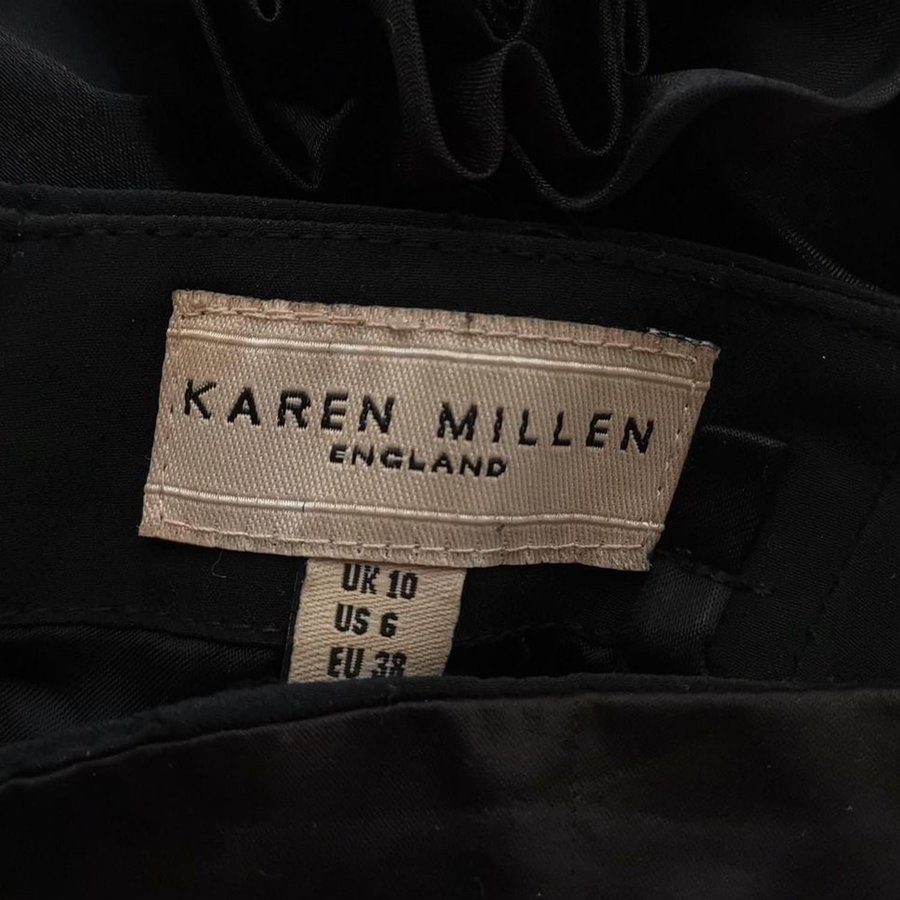 KAREN MILLEN
ENGLAND
UK 10
US 6
EU 38